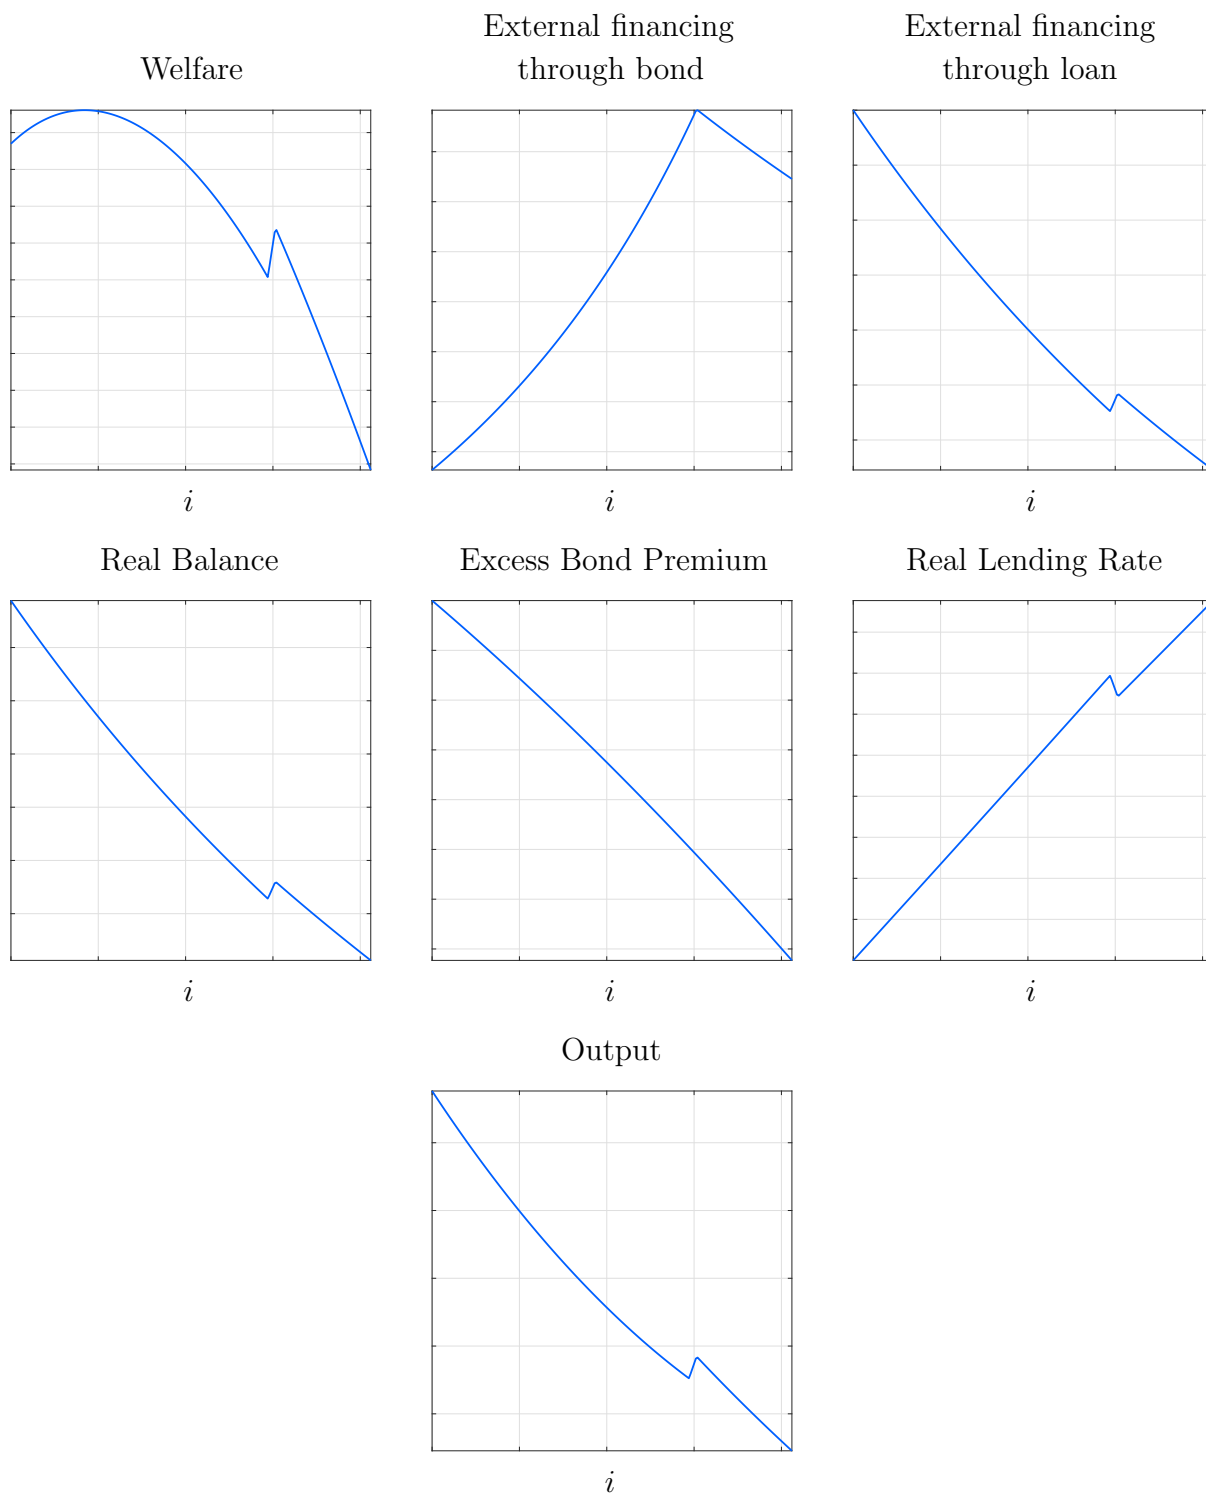 Welfare
External financing
through bond
External financing
through loan
i
i
i
Real Balance
Excess Bond Premium
Real Lending Rate
i
i
i
Output
i